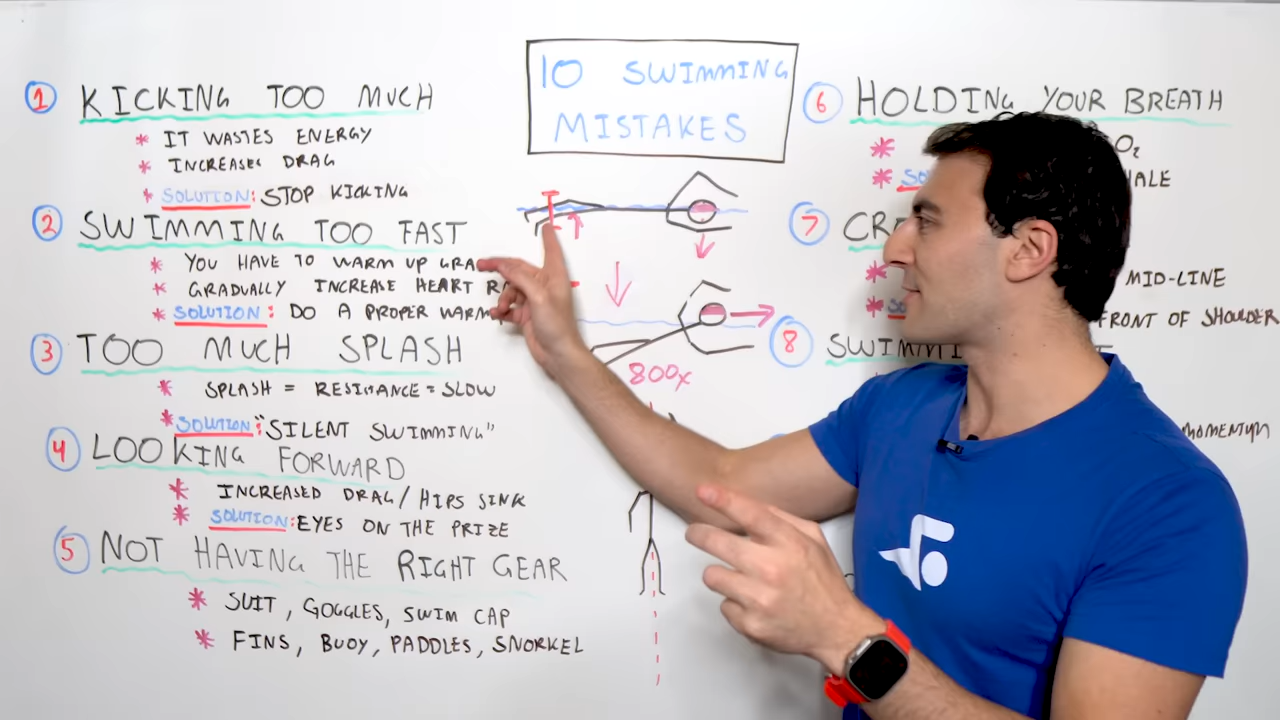 10 SWIMMING
MISTAKES
1 KICKING TOO MUCH
* IT WASTES ENERGY
* INCREASES DRAG
* SOLUTION: STOP KICKING
2 SWIMMING TOO FAST
* YOU HAVE TO WARM UP
* GRADUALLY INCREASE HEART
* SOLUTION: DO A PROPER WARM
3 TOO MUCH SPLASH
* SPLASH = RESISTANCE = SLOW
* SOLUTION: "SILENT SWIMMING"
4 LOOKING FORWARD
* INCREASED DRAG/HIPS SINK
* SOLUTION: EYES ON THE PRIZE
5 NOT HAVING THE RIGHT GEAR
* SUIT, GOGGLES, SWIM CAP
* FINS, BUOY, PADDLES, SNORKEL
800x
6 HOLDING YOUR BREATH
* O₂
*
7
* MID-LINE
* FRONT OF SHOULDER
8
MOMENTUM